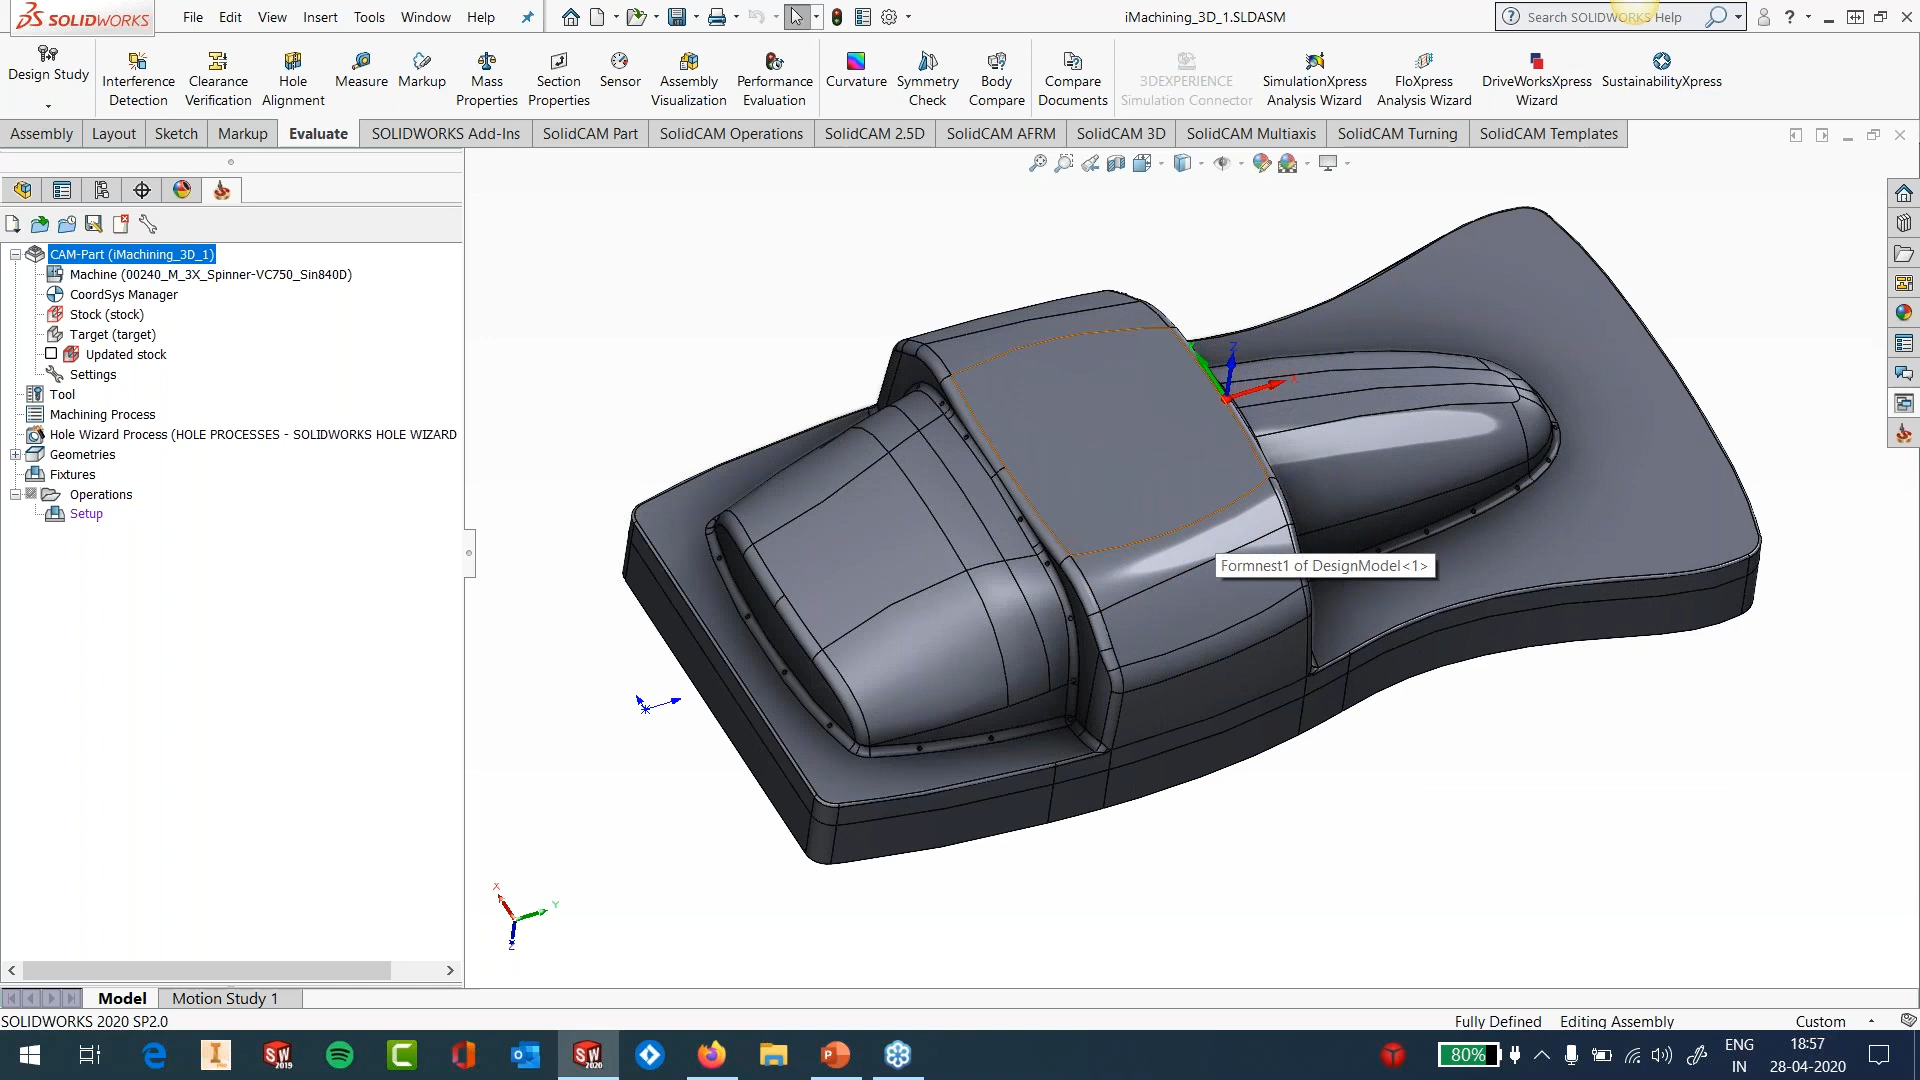 SOLIDWORKS File Edit View Insert Tools Window Help iMachining_3D_1.SLDASM Search SOLIDWORKS Help
Design Study
Interference Detection
Clearance Verification
Hole Alignment
Measure
Markup
Mass Properties
Section Properties
Sensor
Assembly Visualization
Performance Evaluation
Curvature
Symmetry Check
Body Compare
Compare Documents
3DEXPERIENCE Simulation Connector
SimulationXpress Analysis Wizard
FloXpress Analysis Wizard
DriveWorksXpress Wizard
SustainabilityXpress
Assembly Layout Sketch Markup Evaluate SOLIDWORKS Add-Ins SolidCAM Part SolidCAM Operations SolidCAM 2.5D SolidCAM AFRM SolidCAM 3D SolidCAM Multiaxis SolidCAM Turning SolidCAM Templates
CAM-Part (iMachining_3D_1)
Machine (00240_M_3X_Spinner-VC750_Sin840D)
CoordSys Manager
Stock (stock)
Target (target)
Updated stock
Settings
Tool
Machining Process
Hole Wizard Process (HOLE PROCESSES - SOLIDWORKS HOLE WIZARD
Geometries
Fixtures
Operations
Setup
Z
X
Formnest1 of DesignModel<1>
X
Y
Z
Model Motion Study 1
SOLIDWORKS 2020 SP2.0 Fully Defined Editing Assembly Custom
SW 2019
SW 2020
80%
ENG
IN
18:57
28-04-2020